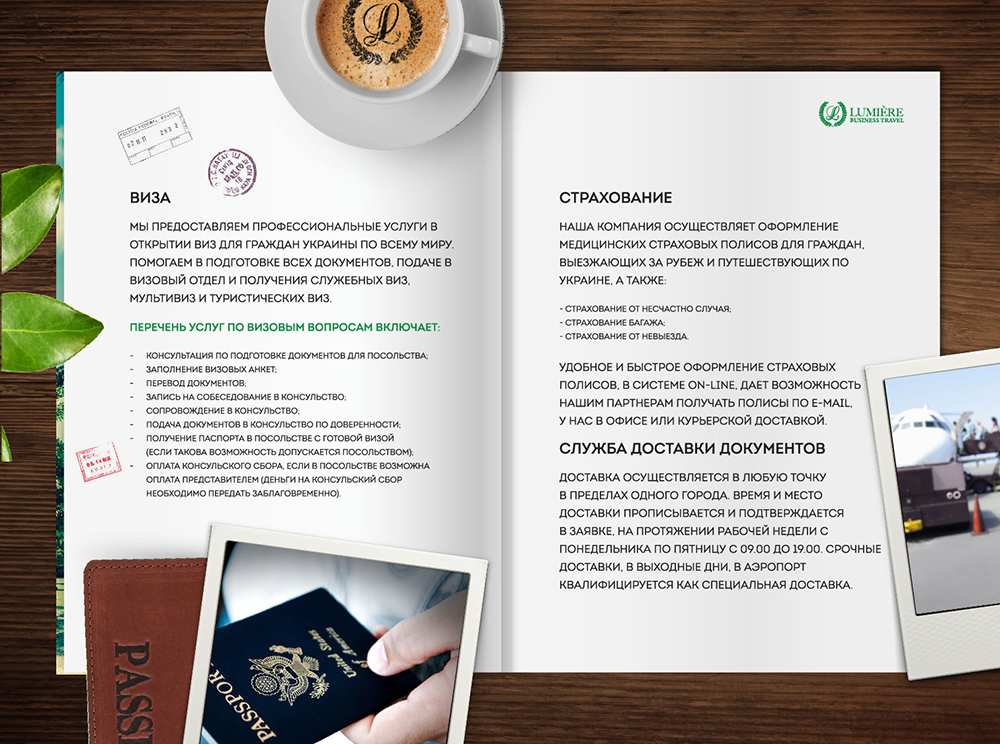 LUMIÈRE
BUSINESS TRAVEL
ВИЗА
МЫ ПРЕДОСТАВЛЯЕМ ПРОФЕССИОНАЛЬНЫЕ УСЛУГИ В
ОТКРЫТИИ ВИЗ ДЛЯ ГРАЖДАН УКРАИНЫ ПО ВСЕМУ МИРУ.
ПОМОГАЕМ В ПОДГОТОВКЕ ВСЕХ ДОКУМЕНТОВ, ПОДАЧЕ В
ВИЗОВЫЙ ОТДЕЛ И ПОЛУЧЕНИЯ СЛУЖЕБНЫХ ВИЗ,
МУЛЬТИВИЗ И ТУРИСТИЧЕСКИХ ВИЗ.
ПЕРЕЧЕНЬ УСЛУГ ПО ВИЗОВЫМ ВОПРОСАМ ВКЛЮЧАЕТ:
- КОНСУЛЬТАЦИЯ ПО ПОДГОТОВКЕ ДОКУМЕНТОВ ДЛЯ ПОСОЛЬСТВА;
- ЗАПОЛНЕНИЕ ВИЗОВЫХ АНКЕТ;
- ПЕРЕВОД ДОКУМЕНТОВ;
- ЗАПИСЬ НА СОБЕСЕДОВАНИЕ В КОНСУЛЬСТВО;
- СОПРОВОЖДЕНИЕ В КОНСУЛЬСТВО;
- ПОДАЧА ДОКУМЕНТОВ В КОНСУЛЬСТВО ПО ДОВЕРЕННОСТИ;
- ПОЛУЧЕНИЕ ПАСПОРТА В ПОСОЛЬСТВЕ С ГОТОВОЙ ВИЗОЙ
(ЕСЛИ ТАКОВА ВОЗМОЖНОСТЬ ДОПУСКАЕТСЯ ПОСОЛЬСТВОМ);
- ОПЛАТА КОНСУЛЬСКОГО СБОРА, ЕСЛИ В ПОСОЛЬСТВЕ ВОЗМОЖНА
ОПЛАТА ПРЕДСТАВИТЕЛЕМ (ДЕНЬГИ НА КОНСУЛЬСКИЙ СБОР
НЕОБХОДИМО ПЕРЕДАТЬ ЗАБЛАГОВРЕМЕННО).
СТРАХОВАНИЕ
НАША КОМПАНИЯ ОСУЩЕСТВЛЯЕТ ОФОРМЛЕНИЕ
МЕДИЦИНСКИХ СТРАХОВЫХ ПОЛИСОВ ДЛЯ ГРАЖДАН,
ВЫЕЗЖАЮЩИХ ЗА РУБЕЖ И ПУТЕШЕСТВУЮЩИХ ПО
УКРАИНЕ, А ТАКЖЕ:
- СТРАХОВАНИЕ ОТ НЕСЧАСТНО СЛУЧАЯ;
- СТРАХОВАНИЕ БАГАЖА;
- СТРАХОВАНИЕ ОТ НЕВЫЕЗДА.
УДОБНОЕ И БЫСТРОЕ ОФОРМЛЕНИЕ СТРАХОВЫХ
ПОЛИСОВ, В СИСТЕМЕ ON-LINE, ДАЕТ ВОЗМОЖНОСТЬ
НАШИМ ПАРТНЕРАМ ПОЛУЧАТЬ ПОЛИСЫ ПО E-MAIL,
У НАС В ОФИСЕ ИЛИ КУРЬЕРСКОЙ ДОСТАВКОЙ.
СЛУЖБА ДОСТАВКИ ДОКУМЕНТОВ
ДОСТАВКА ОСУЩЕСТВЛЯЕТСЯ В ЛЮБУЮ ТОЧКУ
В ПРЕДЕЛАХ ОДНОГО ГОРОДА. ВРЕМЯ И МЕСТО
ДОСТАВКИ ПРОПИСЫВАЕТСЯ И ПОДТВЕРЖДАЕТСЯ
В ЗАЯВКЕ, НА ПРОТЯЖЕНИИ РАБОЧЕЙ НЕДЕЛИ С
ПОНЕДЕЛЬНИКА ПО ПЯТНИЦУ С 09.00 ДО 19.00. СРОЧНЫЕ
ДОСТАВКИ, В ВЫХОДНЫЕ ДНИ, В АЭРОПОРТ
КВАЛИФИЦИРУЕТСЯ КАК СПЕЦИАЛЬНАЯ ДОСТАВКА.
PASSPOR
United States
of America
PASS